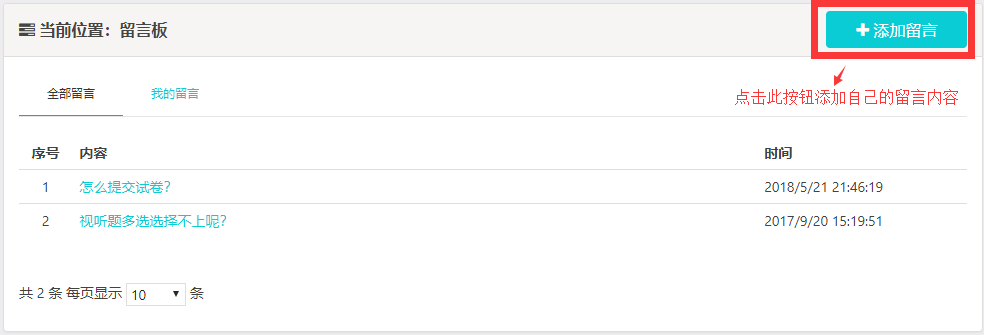 当前位置：留言板
添加留言
全部留言 我的留言
点击此按钮添加自己的留言内容
序号 内容 时间
1 怎么提交试卷? 2018/5/21 21:46:19
2 视听题多选选择不上呢? 2017/9/20 15:19:51
共 2 条 每页显示 10 条